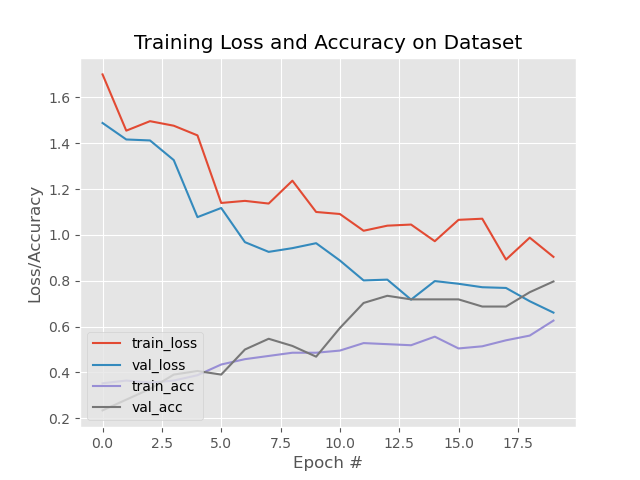 Training Loss and Accuracy on Dataset
1.6
1.4
1.2
1.0
0.8
0.6
0.4
0.2
Loss/Accuracy
train_loss
val_loss
train_acc
val_acc
0.0 2.5 5.0 7.5 10.0 12.5 15.0 17.5
Epoch #